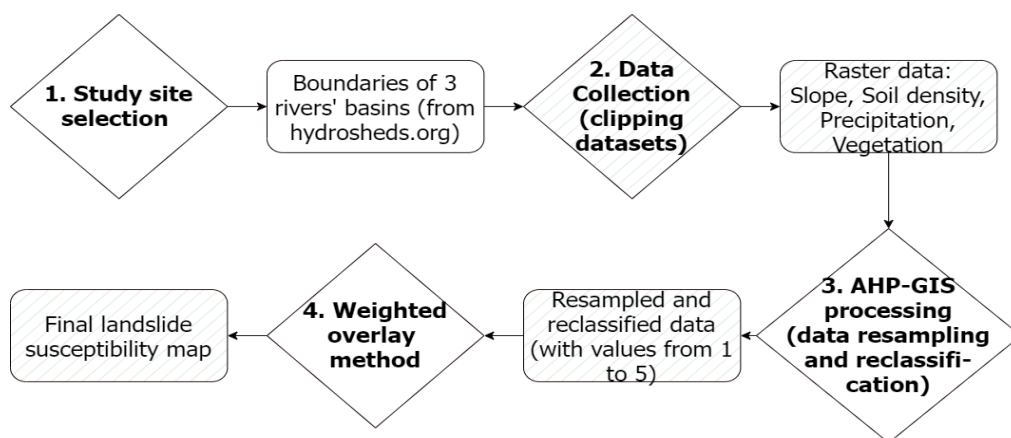 1. Study site
selection
Boundaries of 3
rivers' basins (from
hydrosheds.org)
2. Data
Collection
(clipping
datasets)
Raster data:
Slope, Soil density,
Precipitation,
Vegetation
3. AHP-GIS
processing
(data resampling
and reclassifi-
cation)
Resampled and
reclassified data
(with values from 1
to 5)
4. Weighted
overlay
method
Final landslide
susceptibility map